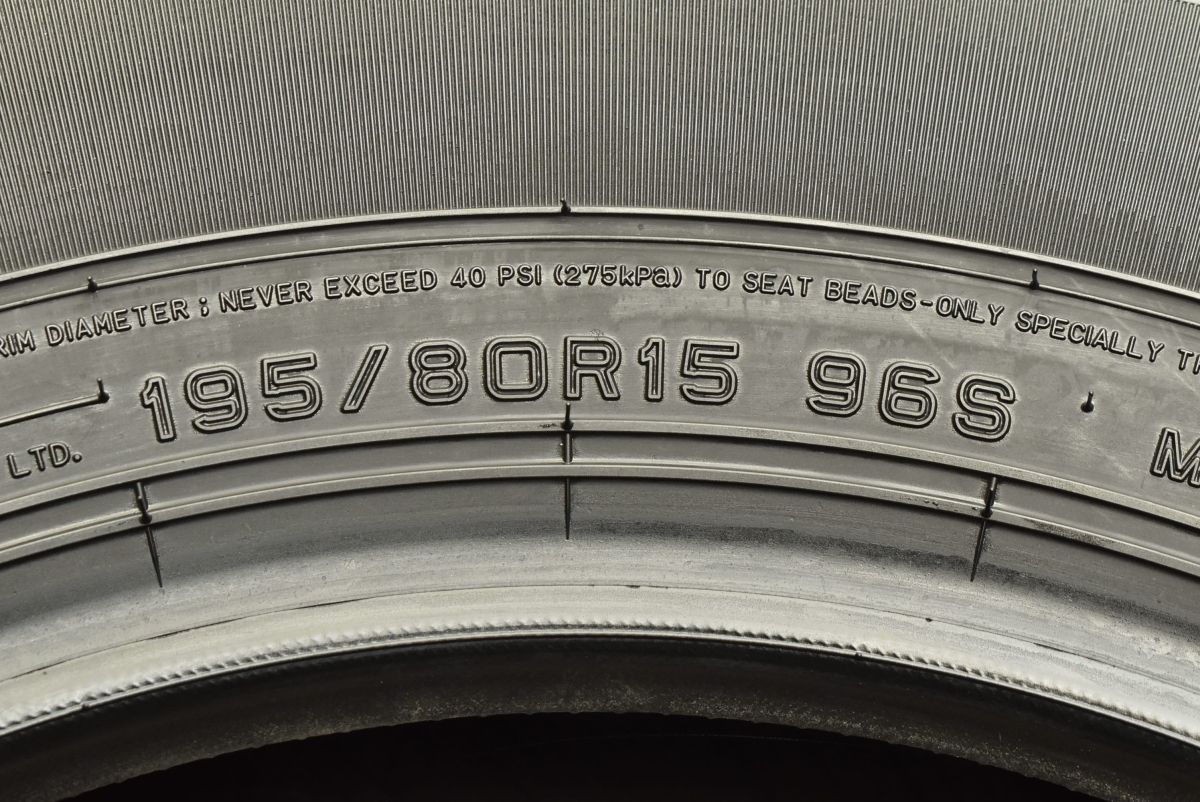 RIM DIAMETER ; NEVER EXCEED 40 PSI (275kPa) TO SEAT BEADS-ONLY SPECIALLY
195/80R15 96S
LTD.